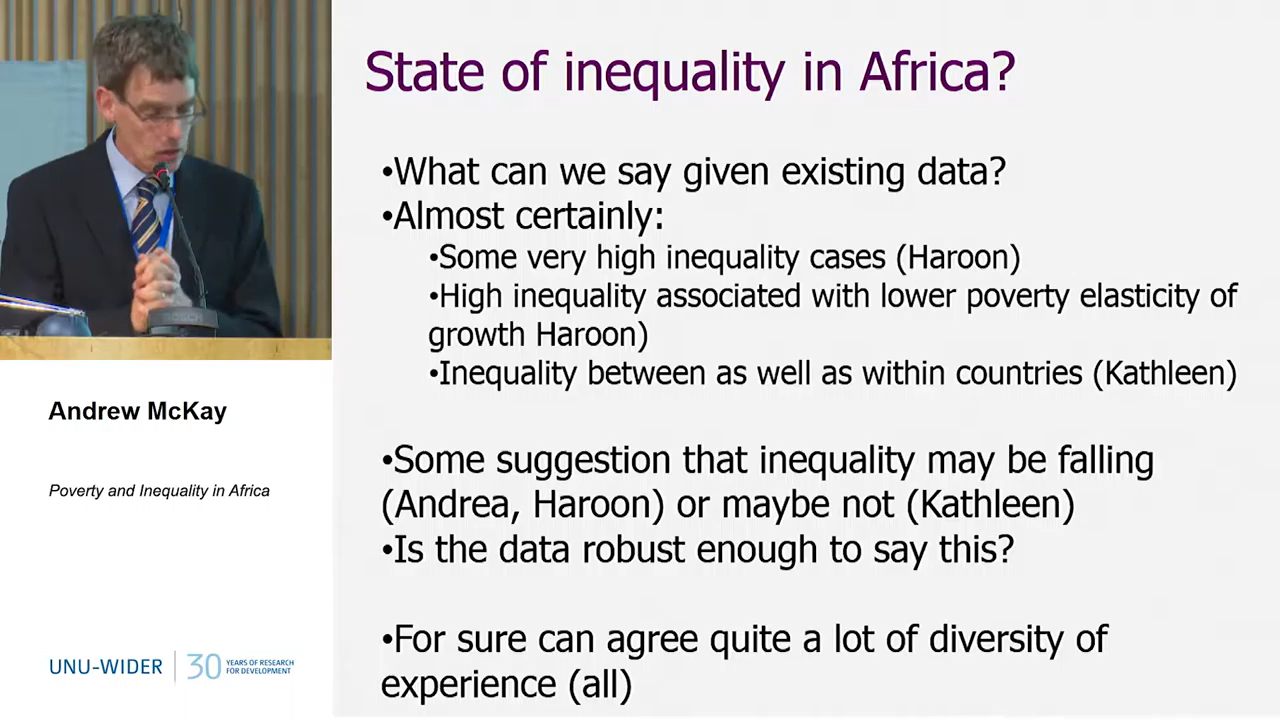 State of inequality in Africa?
•What can we say given existing data?
•Almost certainly:
•Some very high inequality cases (Haroon)
•High inequality associated with lower poverty elasticity of
growth Haroon)
•Inequality between as well as within countries (Kathleen)
•Some suggestion that inequality may be falling
(Andrea, Haroon) or maybe not (Kathleen)
•Is the data robust enough to say this?
•For sure can agree quite a lot of diversity of
experience (all)
Andrew McKay
Poverty and Inequality in Africa
UNU-WIDER
30
YEARS OF RESEARCH
FOR DEVELOPMENT
BOSCH